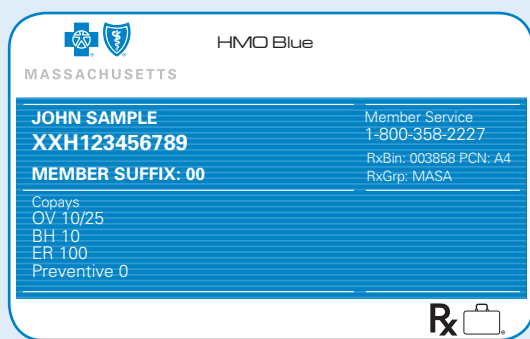 HMO Blue
MASSACHUSETTS
JOHN SAMPLE
XXH123456789
MEMBER SUFFIX: 00
Member Service
1-800-358-2227
RxBin: 003858 PCN: A4
RxGrp: MASA
Copays
OV 10/25
BH 10
ER 100
Preventive 0
Rx
®